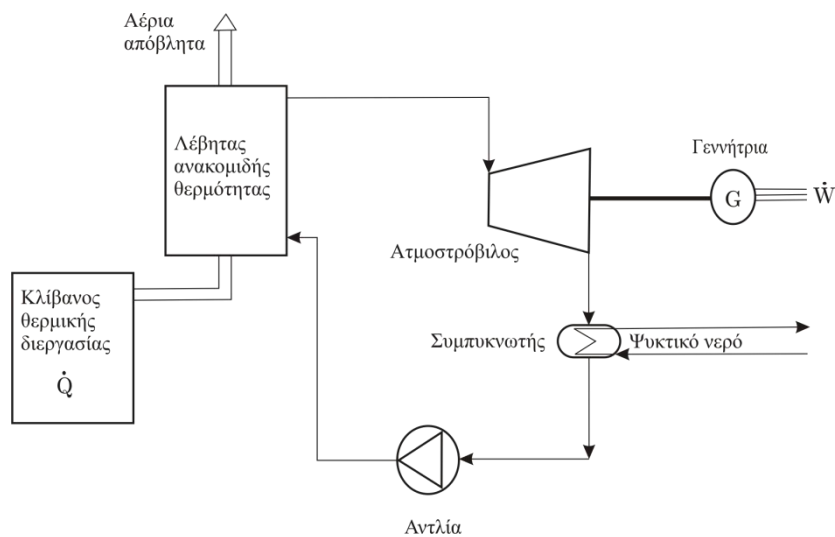 Αέρια
απόβλητα
Λέβητας
ανακομιδής
θερμότητας
Γεννήτρια
G
Ẇ
Ατμοστρόβιλος
Κλίβανος
θερμικής
διεργασίας
Q̇
Συμπυκνωτής
Ψυκτικό νερό
Αντλία